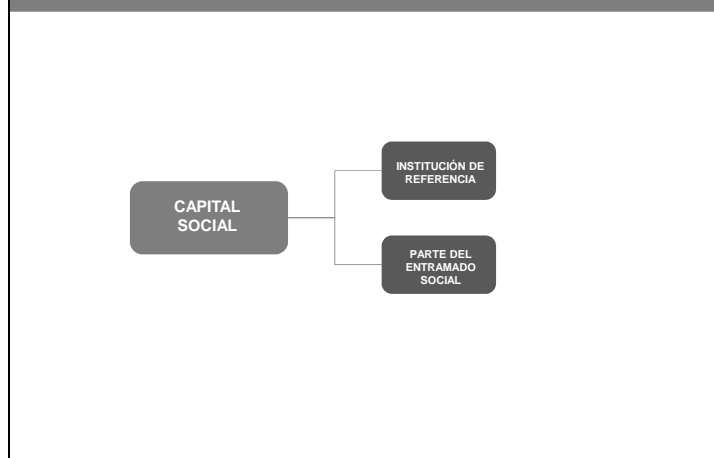 INSTITUCIÓN DE
REFERENCIA
CAPITAL
SOCIAL
PARTE DEL
ENTRAMADO
SOCIAL